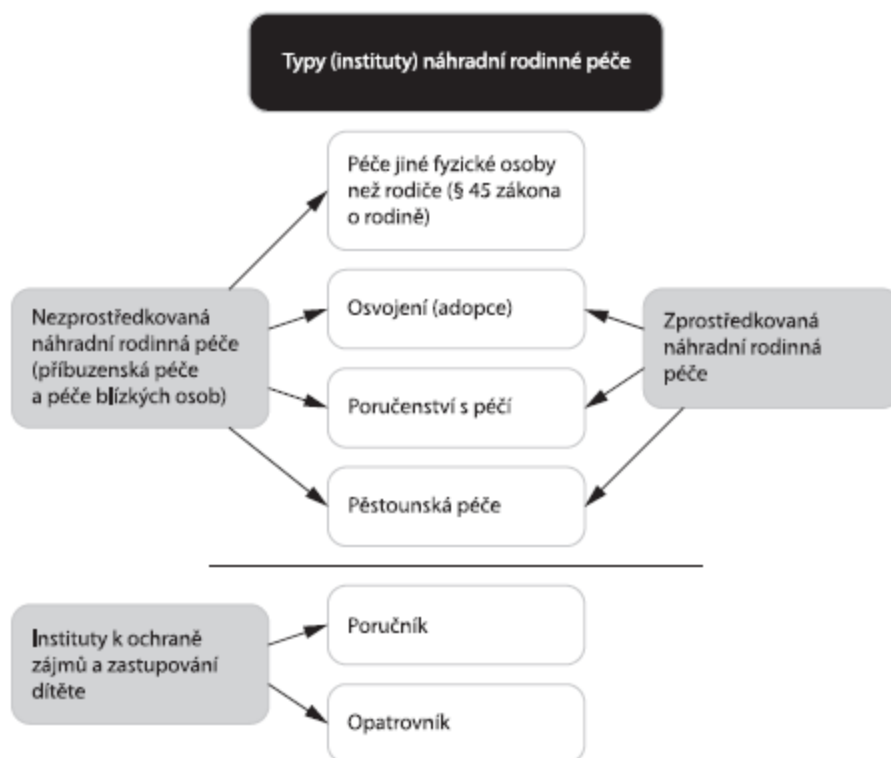 Typy (instituty) náhradní rodinné péče
Péče jiné fyzické osoby
než rodiče (§ 45 zákona
o rodině)
Nezprostředkovaná
náhradní rodinná péče
(příbuzenská péče
a péče blízkých osob)
Osvojení (adopce)
Zprostředkovaná
náhradní rodinná
péče
Poručenství s péčí
Pěstounská péče
Instituty k ochraně
zájmů a zastupování
dítěte
Poručník
Opatrovník